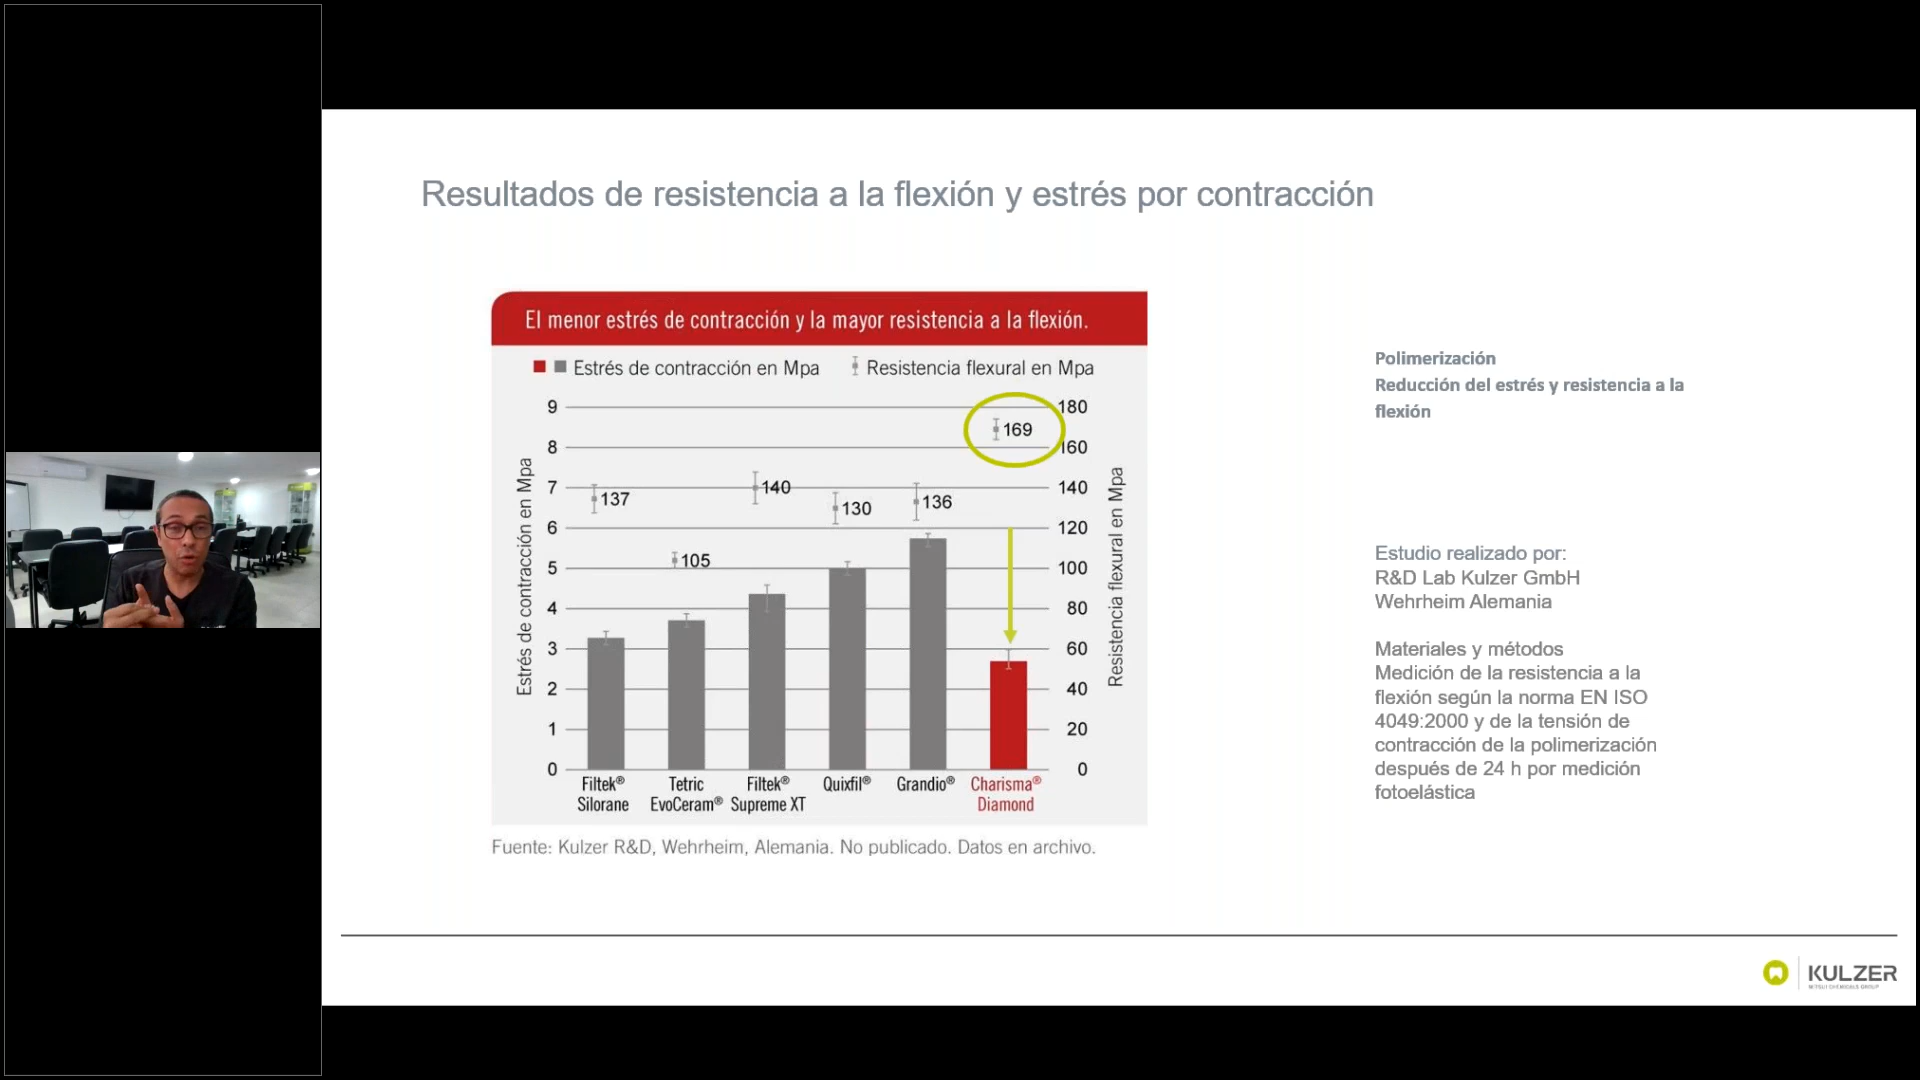 Resultados de resistencia a la flexión y estrés por contracción
El menor estrés de contracción y la mayor resistencia a la flexión.
Estrés de contracción en Mpa
Resistencia flexural en Mpa
Estrés de contracción en Mpa
9
8
7
6
5
4
3
2
1
0
137
105
140
130
136
169
180
160
140
120
100
80
60
40
20
0
Resistencia flexural en Mpa
Filtek®
Silorane
Tetric
EvoCeram®
Filtek®
Supreme XT
Quixfil®
Grandio®
Charisma®
Diamond
Fuente: Kulzer R&D, Wehrheim, Alemania. No publicado. Datos en archivo.
Polimerización
Reducción del estrés y resistencia a la
flexión
Estudio realizado por:
R&D Lab Kulzer GmbH
Wehrheim Alemania
Materiales y métodos
Medición de la resistencia a la
flexión según la norma EN ISO
4049:2000 y de la tensión de
contracción de la polimerización
después de 24 h por medición
fotoelástica
KULZER
MITSUI CHEMICALS GROUP